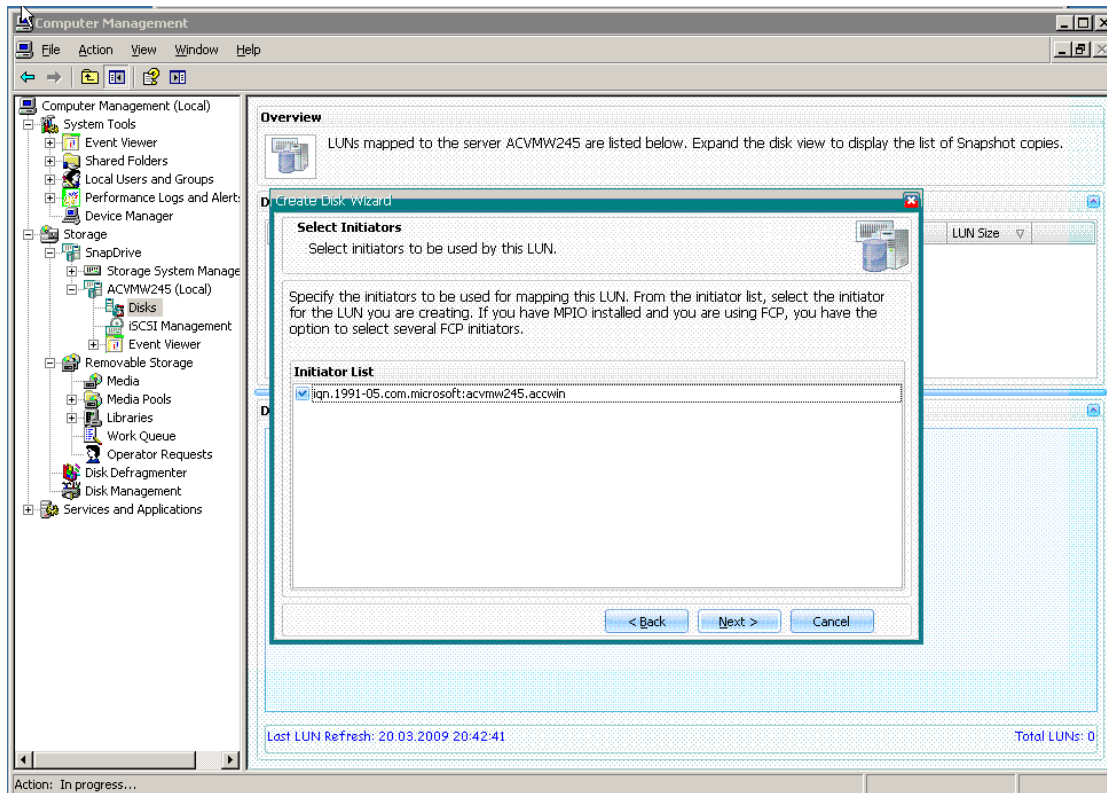 Computer Management
File Action View Window Help
Computer Management (Local)
System Tools
Event Viewer
Shared Folders
Local Users and Groups
Performance Logs and Alert:
Device Manager
Storage
SnapDrive
Storage System Manage
ACVMW245 (Local)
Disks
iSCSI Management
Event Viewer
Removable Storage
Media
Media Pools
Libraries
Work Queue
Operator Requests
Disk Defragmenter
Disk Management
Services and Applications
Overview
LUNs mapped to the server ACVMW245 are listed below. Expand the disk view to display the list of Snapshot copies.
D
LUN Size
Create Disk Wizard
Select Initiators
Select initiators to be used by this LUN.
Specify the initiators to be used for mapping this LUN. From the initiator list, select the initiator
for the LUN you are creating. If you have MPIO installed and you are using FCP, you have the
option to select several FCP initiators.
Initiator List
iqn.1991-05.com.microsoft:acvmw245.accwin
< Back Next > Cancel
D
Last LUN Refresh: 20.03.2009 20:42:41
Total LUNs: 0
Action: In progress...